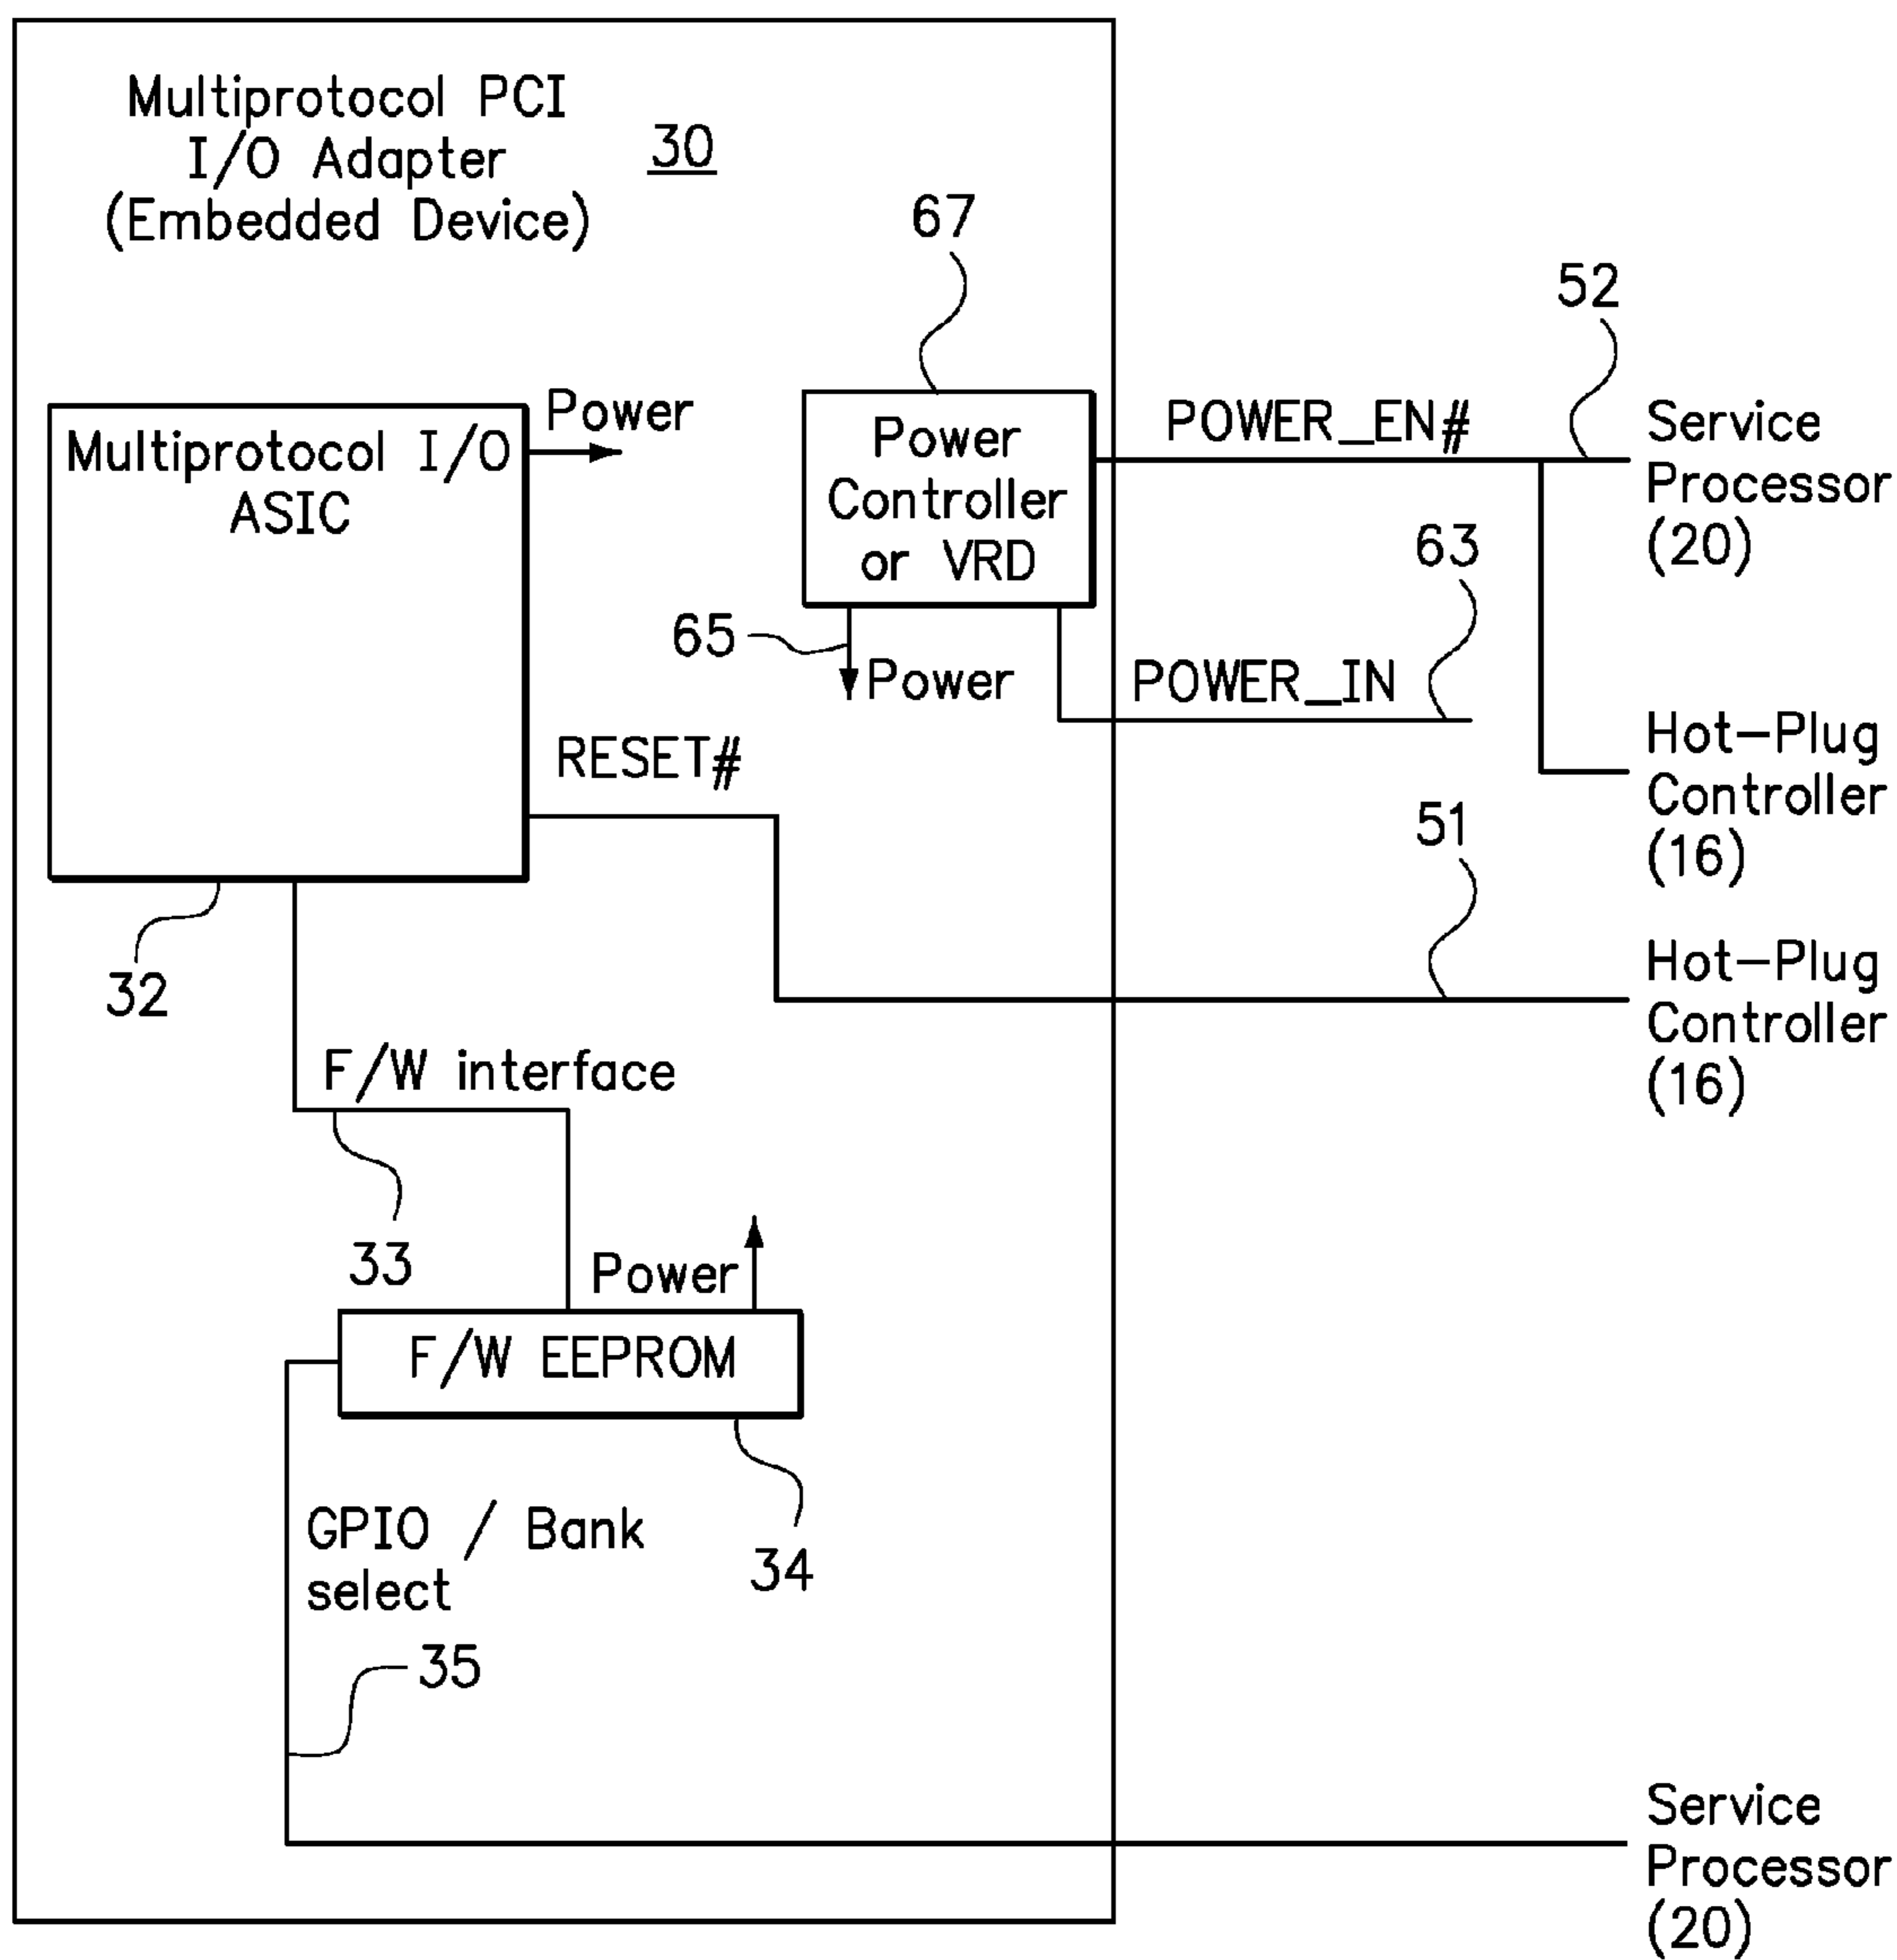 Multiprotocol PCI
I/O Adapter
(Embedded Device)
30
67
52
Power
Multiprotocol I/O
ASIC
Power
Controller
or VRD
POWER_EN#
Service
Processor
(20)
63
65
Power
POWER_IN
RESET#
Hot-Plug
Controller
(16)
51
32
Hot-Plug
Controller
(16)
F/W interface
33
Power
F/W EEPROM
GPIO / Bank
select
34
35
Service
Processor
(20)